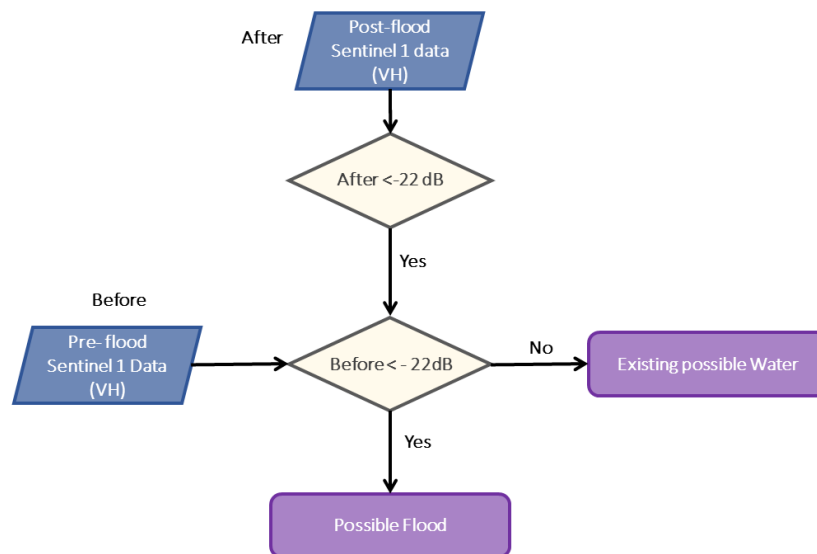 After
Post-flood
Sentinel 1 data
(VH)
After <-22 dB
Yes
Before
Pre- flood
Sentinel 1 Data
(VH)
Before< - 22dB
No
Existing possible Water
Yes
Possible Flood